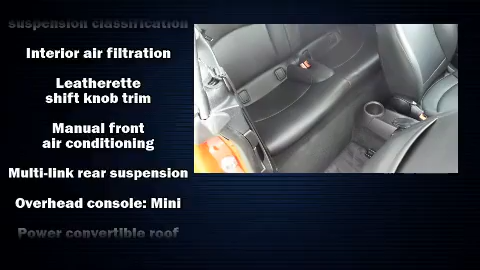 suspension classification
Interior air filtration
Leatherette
shift knob trim
Manual front
air conditioning
Multi-link rear suspension
Overhead console: Mini
Power convertible roof